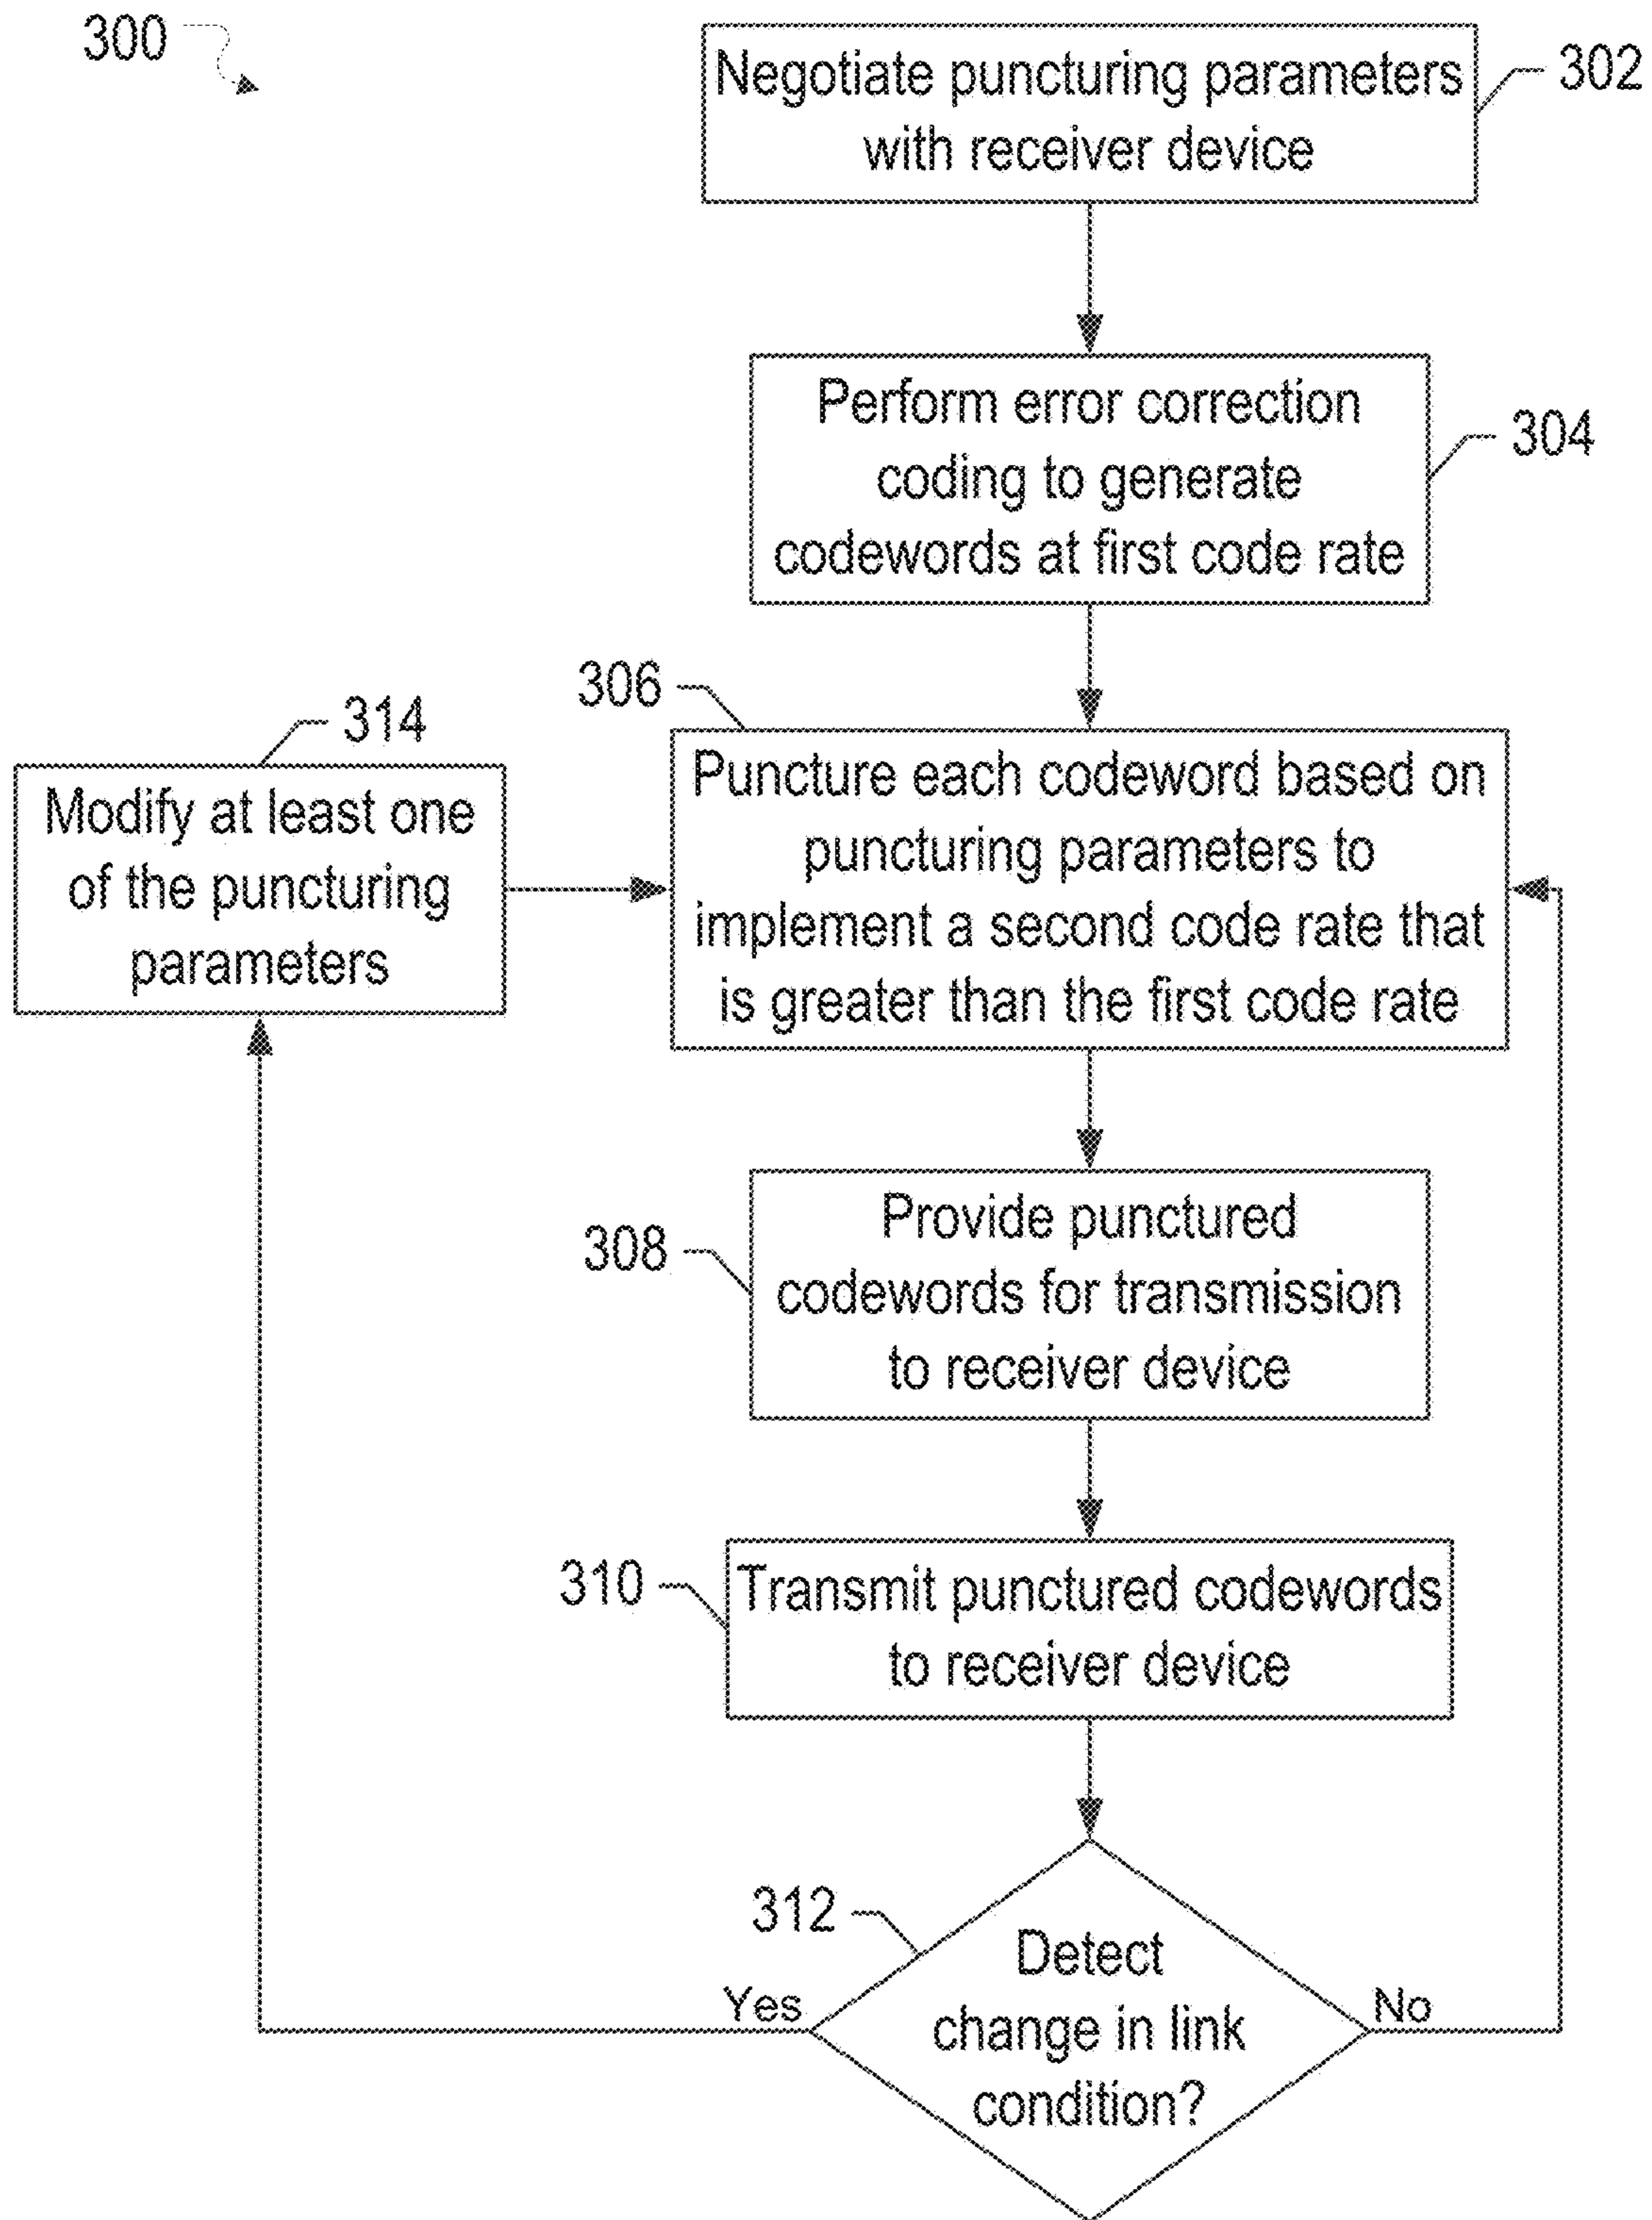 300
Negotiate puncturing parameters
with receiver device
302
Perform error correction
coding to generate
codewords at first code rate
304
306
Puncture each codeword based on
puncturing parameters to
implement a second code rate that
is greater than the first code rate
314
Modify at least one
of the puncturing
parameters
308
Provide punctured
codewords for transmission
to receiver device
310
Transmit punctured codewords
to receiver device
312
Detect
change in link
condition?
Yes
No